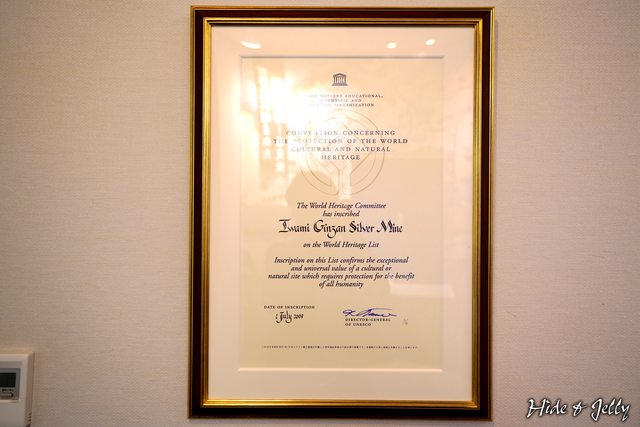 NATIONS EDUCATIONAL,
SCIENTIFIC AND
ORGANIZATION
CONVENTION CONCERNING
THE PROTECTION OF THE WORLD
CULTURAL AND NATURAL
HERITAGE
The World Heritage Committee
has inscribed
Iwami Ginzan Silver Mine
on the World Heritage List
Inscription on this List confirms the exceptional
and universal value of a cultural or
natural site which requires protection for the benefit
of all humanity
DATE OF INSCRIPTION
2 July
DIRECTOR-GENERAL
OF UNESCO
Hide & Jelly